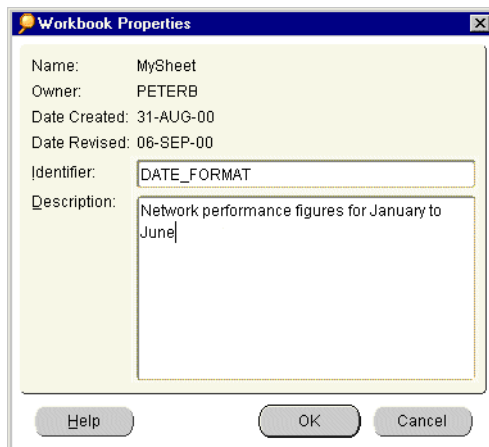 Workbook Properties
Name: MySheet
Owner: PETERB
Date Created: 31-AUG-00
Date Revised: 06-SEP-00
Identifier: DATE_FORMAT
Description: Network performance figures for January to
June
Help OK Cancel